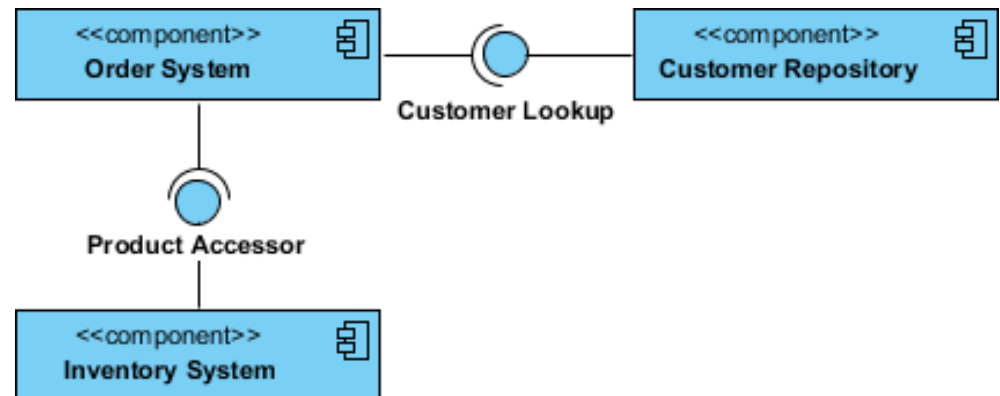 <<component>>
Order System
<<component>>
Customer Repository
Customer Lookup
Product Accessor
<<component>>
Inventory System